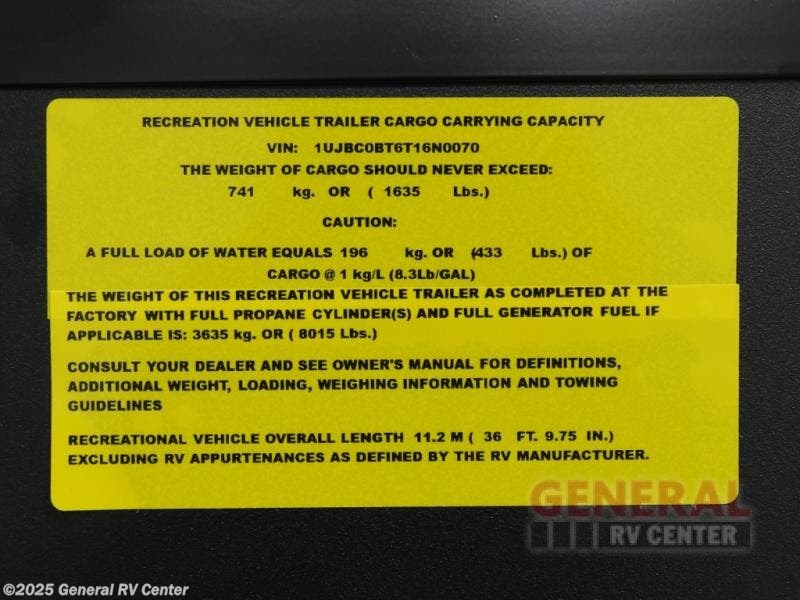 RECREATION VEHICLE TRAILER CARGO CARRYING CAPACITY
VIN: 1UJBC0BT6T16N0070
THE WEIGHT OF CARGO SHOULD NEVER EXCEED:
741 kg. OR ( 1635 Lbs.)
CAUTION:
A FULL LOAD OF WATER EQUALS 196 kg. OR (433 Lbs.) OF
CARGO @ 1 kg/L (8.3Lb/GAL)
THE WEIGHT OF THIS RECREATION VEHICLE TRAILER AS COMPLETED AT THE
FACTORY WITH FULL PROPANE CYLINDER(S) AND FULL GENERATOR FUEL IF
APPLICABLE IS: 3635 kg. OR ( 8015 Lbs.)
CONSULT YOUR DEALER AND SEE OWNER'S MANUAL FOR DEFINITIONS,
ADDITIONAL WEIGHT, LOADING, WEIGHING INFORMATION AND TOWING
GUIDELINES
RECREATIONAL VEHICLE OVERALL LENGTH 11.2 M ( 36 FT. 9.75 IN.)
EXCLUDING RV APPURTENANCES AS DEFINED BY THE RV MANUFACTURER.
GENERAL
RV CENTER
©2025 General RV Center